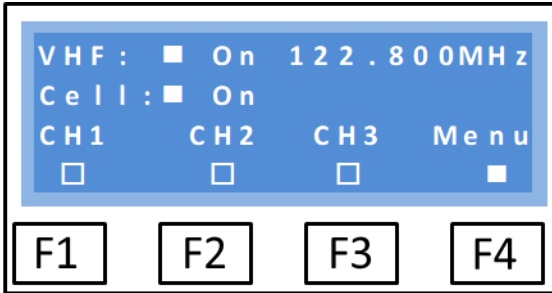 VHF: ■ On 122.800MHz
Cell:■ On
CH1 CH2 CH3 Menu
□ □ □ ■
F1 F2 F3 F4